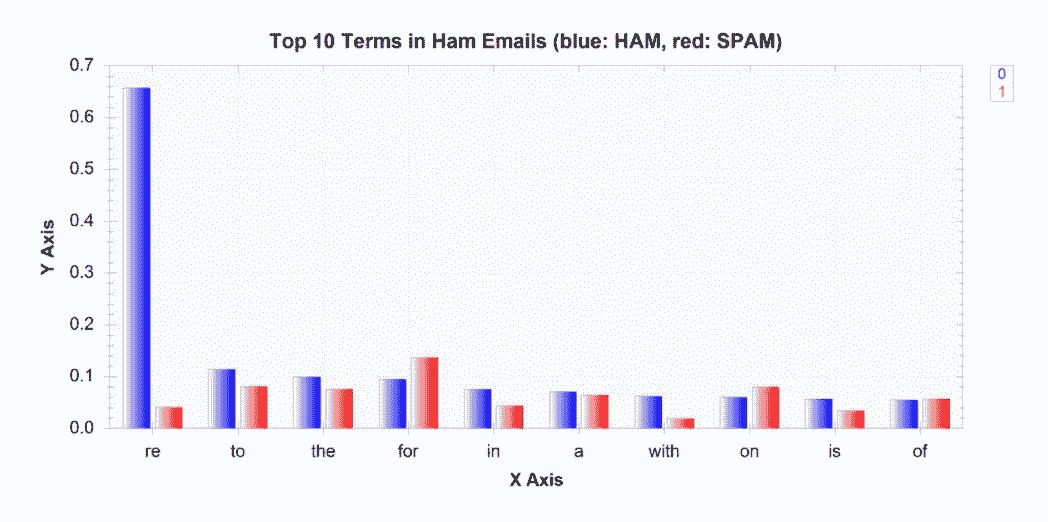 Top 10 Terms in Ham Emails (blue: HAM, red: SPAM)
0
1
Y Axis
0.7
0.6
0.5
0.4
0.3
0.2
0.1
0.0
re to the for in a with on is of
X Axis